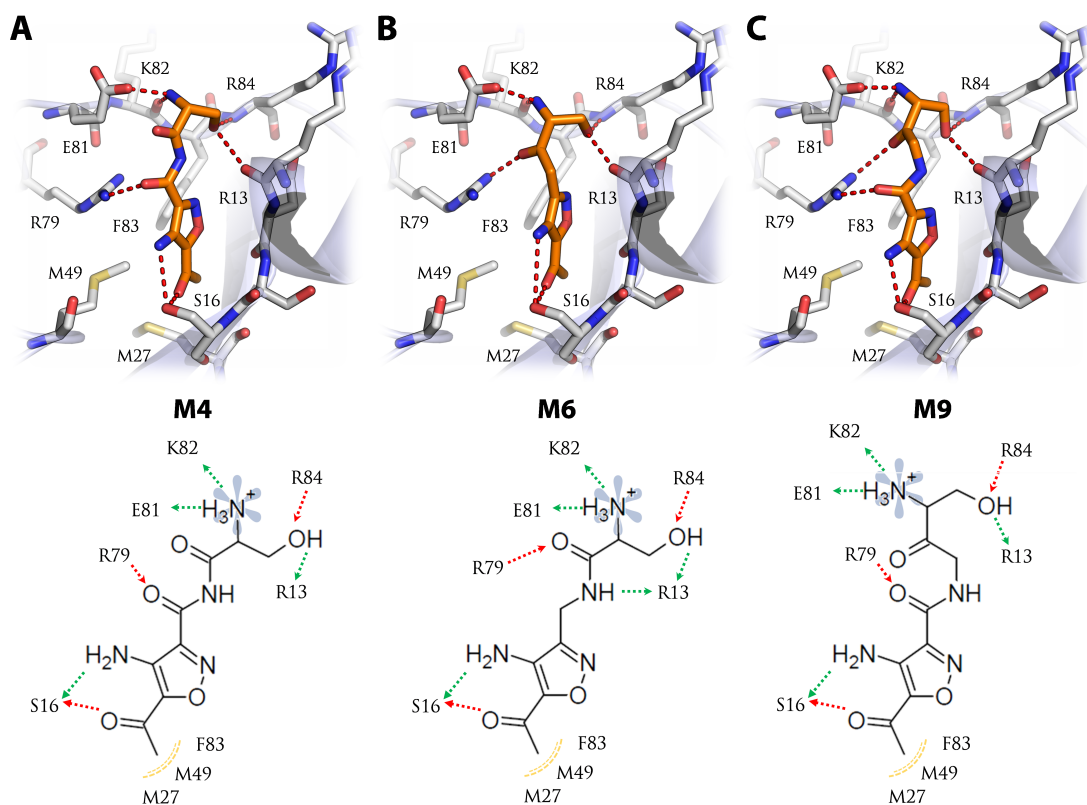 A
B
C
K82
R84
E81
R79
F83
R13
M49
S16
M27
K82
R84
E81
R79
F83
R13
M49
S16
M27
K82
R84
E81
R79
F83
R13
M49
S16
M27
M4
M6
M9
K82
R84
E81
H3N+
OH
R79
O
R13
O
NH
H2N
N
O
S16
O
F83
M49
M27
K82
R84
E81
H3N+
OH
O
R79
NH
R13
H2N
N
O
S16
O
F83
M49
M27
K82
R84
E81
H3N+
OH
R79
O
R13
O
NH
H2N
N
O
S16
O
F83
M49
M27